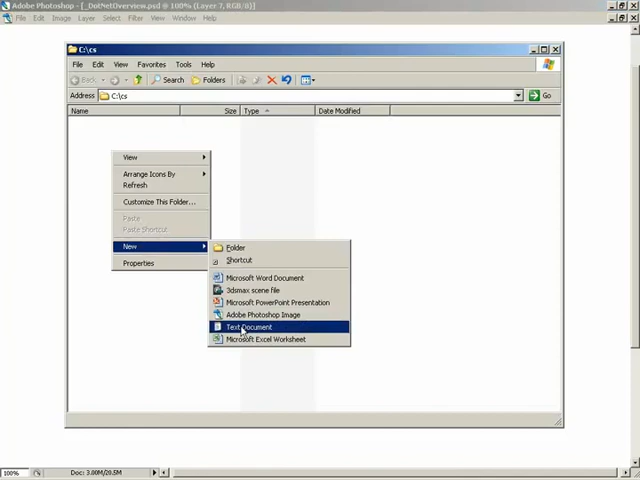 Adobe Photoshop - [_DotNetOverview.psd @ 100% (Layer 7, RGB/8)]
File Edit Image Layer Select Filter View Window Help
C:\cs
File Edit View Favorites Tools Help
Back Search Folders
Address C:\cs Go
Name Size Type Date Modified
View
Arrange Icons By
Refresh
Customize This Folder...
Paste
Paste Shortcut
New
Properties
Folder
Shortcut
Microsoft Word Document
3dsmax scene file
Microsoft PowerPoint Presentation
Adobe Photoshop Image
Text Document
Microsoft Excel Worksheet
100% Doc: 3.00M/20.5M